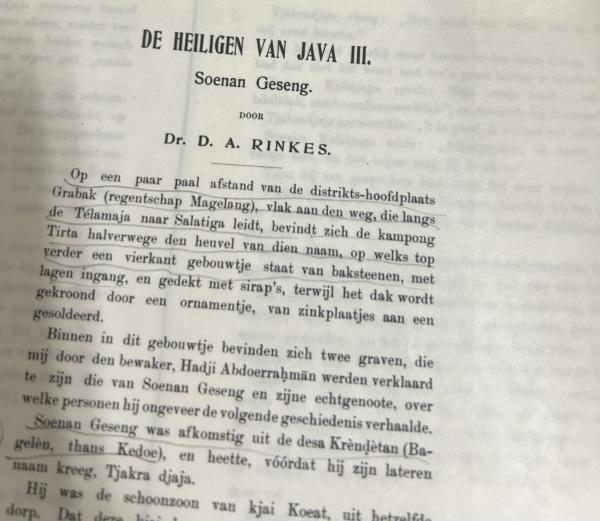 DE HEILIGEN VAN JAVA III.
Soenan Geseng.
DOOR
Dr. D. A. RINKES.
Op een paar paal afstand van de distrikts-hoofdplaats
Grabak (regentschap Magelang), vlak aan den weg, die langs
de Télamaja naar Salatiga leidt, bevindt zich de kampong
Tirta halverwege den heuvel van dien naam, op welks top
verder een vierkant gebouwtje staat van baksteenen, met
lagen ingang, en gedekt met sirap's, terwijl het dak wordt
gekroond door een ornamentje, van zinkplaatjes aan een
gesoldeerd.
Binnen in dit gebouwtje bevinden zich twee graven, die
mij door den bewaker, Hadji Abdoerraḥmān werden verklaard
te zijn die van Soenan Geseng en zijne echtgenoote, over
welke personen hij ongeveer de volgende geschiedenis verhaalde.
Soenan Geseng was afkomstig uit de desa Krèndètan (Ba-
gelèn, thans Kedoe), en heette, vóórdat hij zijn lateren
naam kreeg, Tjakra djaja.
Hij was de schoonzoon van kjai Koeat, uit hetzelfde
dorp. Dat deze